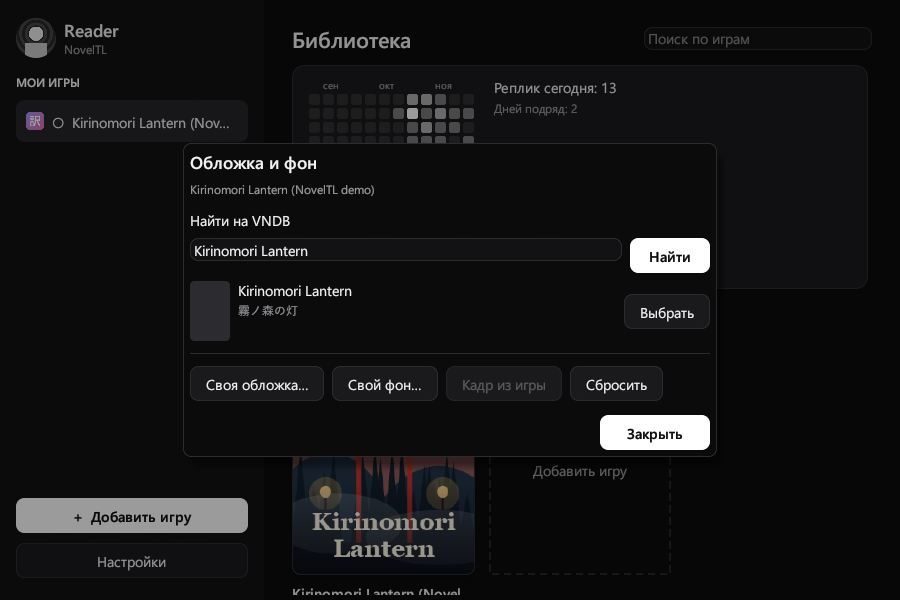 Reader
NovelTL
МОИ ИГРЫ
訳
Kirinomori Lantern (Nov...
+ Добавить игру
Настройки
Библиотека
Поиск по играм
сен окт ноя
Реплик сегодня: 13
Дней подряд: 2
Обложка и фон
Kirinomori Lantern (NovelTL demo)
Найти на VNDB
Kirinomori Lantern
Найти
Kirinomori Lantern
霧ノ森の灯
Выбрать
Своя обложка...
Свой фон...
Кадр из игры
Сбросить
Закрыть
Добавить игру
Kirinomori
Lantern
Kirinomori Lantern (Novel